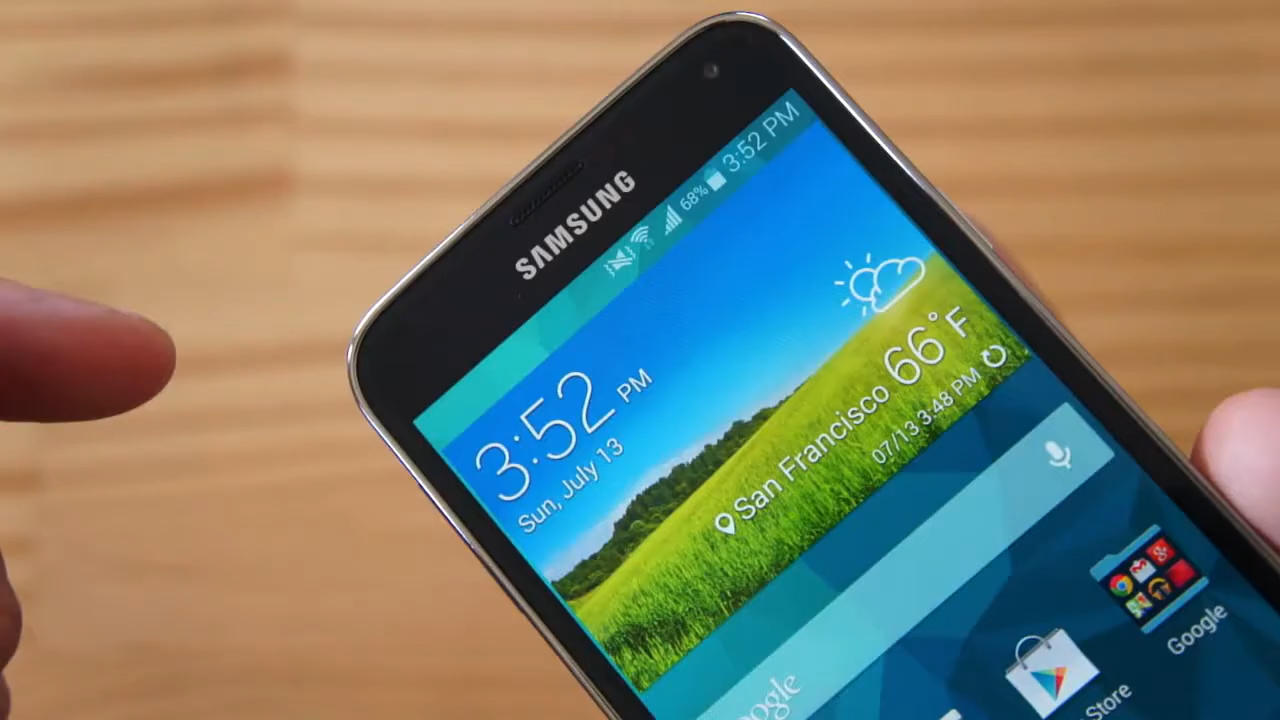 SAMSUNG
68% 3:52 PM
3:52 PM
Sun, July 13
San Francisco 66°F
07/13 3:48 PM
Google
Store